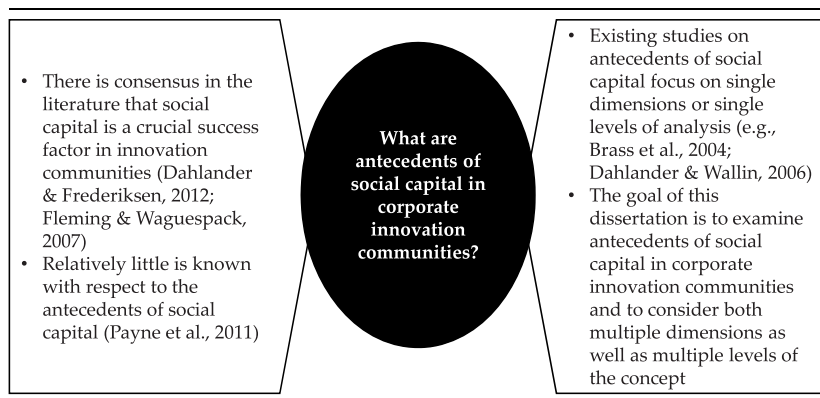 • There is consensus in the
literature that social
capital is a crucial success
factor in innovation
communities (Dahlander
& Frederiksen, 2012;
Fleming & Waguespack,
2007)
• Relatively little is known
with respect to the
antecedents of social
capital (Payne et al., 2011)
What are
antecedents of
social capital in
corporate
innovation
communities?
• Existing studies on
antecedents of social
capital focus on single
dimensions or single
levels of analysis (e.g.,
Brass et al., 2004;
Dahlander & Wallin, 2006)
• The goal of this
dissertation is to examine
antecedents of social
capital in corporate
innovation communities
and to consider both
multiple dimensions as
well as multiple levels of
the concept